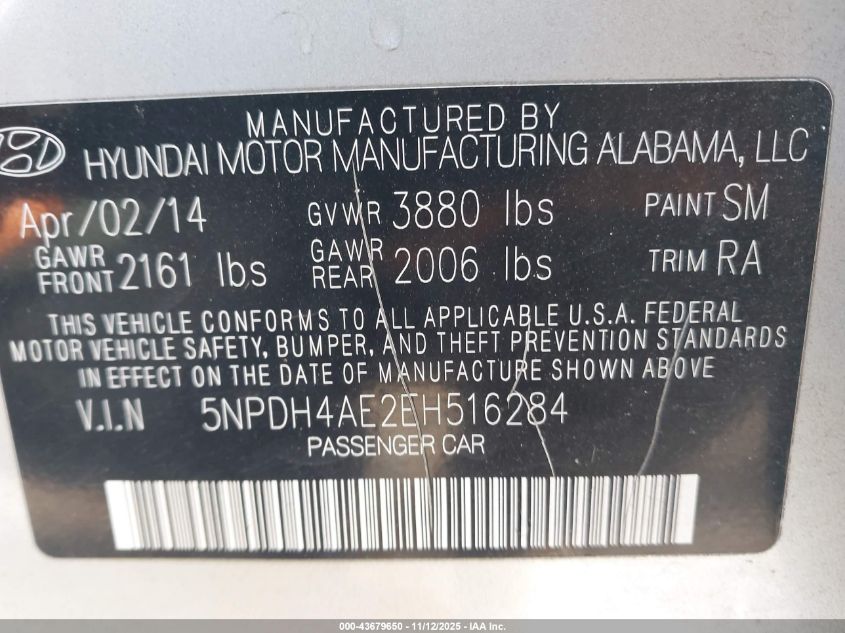 MANUFACTURED BY
HYUNDAI MOTOR MANUFACTURING ALABAMA, LLC
Apr/02/14 GVWR 3880 lbs PAINT SM
GAWR FRONT 2161 lbs GAWR REAR 2006 lbs TRIM RA
THIS VEHICLE CONFORMS TO ALL APPLICABLE U.S.A. FEDERAL
MOTOR VEHICLE SAFETY, BUMPER, AND THEFT PREVENTION STANDARDS
IN EFFECT ON THE DATE OF MANUFACTURE SHOWN ABOVE
V.I.N 5NPDH4AE2EH516284
PASSENGER CAR
000-43679650 - 11/12/2025 - IAA Inc.